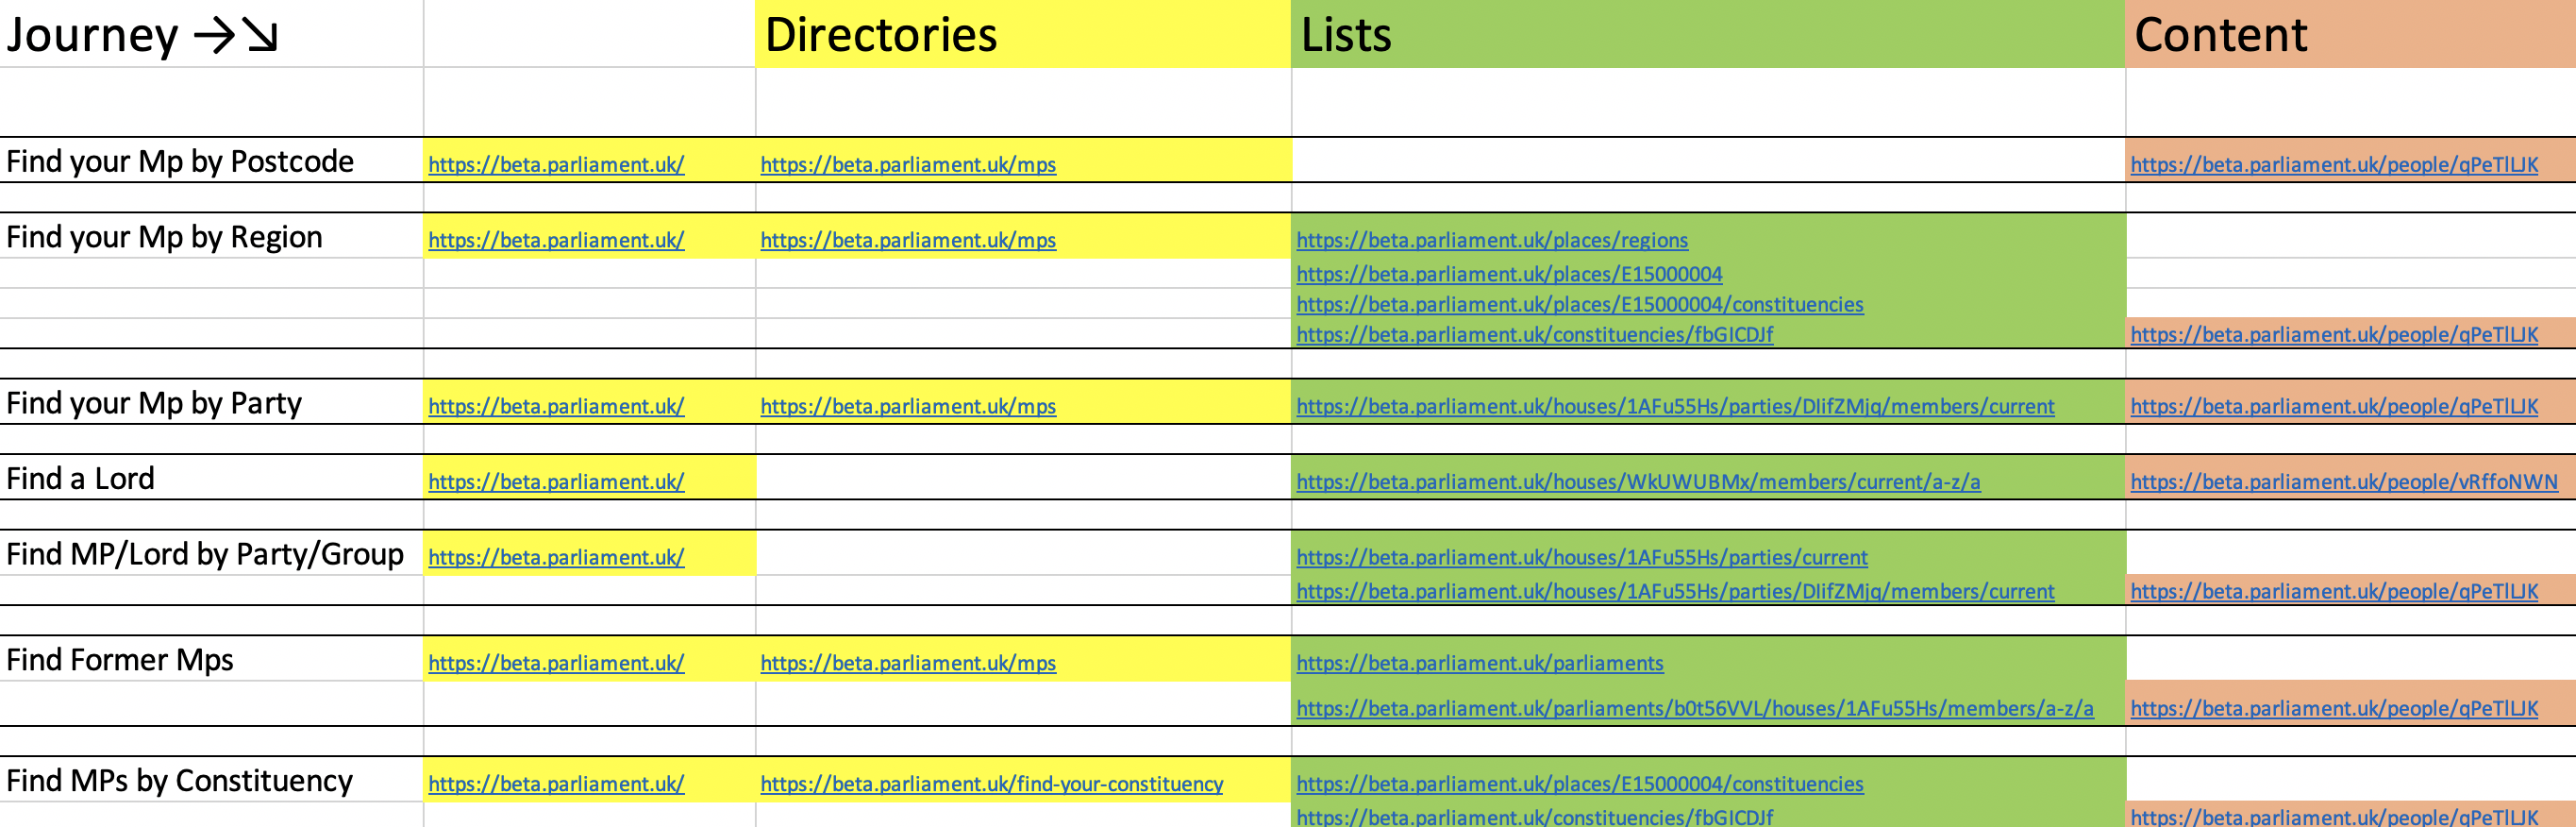 Journey →↘ Directories Lists Content
Find your Mp by Postcode https://beta.parliament.uk/ https://beta.parliament.uk/mps https://beta.parliament.uk/people/qPeTlLJK
Find your Mp by Region https://beta.parliament.uk/ https://beta.parliament.uk/mps https://beta.parliament.uk/places/regions
https://beta.parliament.uk/places/E15000004
https://beta.parliament.uk/places/E15000004/constituencies
https://beta.parliament.uk/constituencies/fbGICDJf https://beta.parliament.uk/people/qPeTlLJK
Find your Mp by Party https://beta.parliament.uk/ https://beta.parliament.uk/mps https://beta.parliament.uk/houses/1AFu55Hs/parties/DIifZMjq/members/current https://beta.parliament.uk/people/qPeTlLJK
Find a Lord https://beta.parliament.uk/ https://beta.parliament.uk/houses/WkUWUBMx/members/current/a-z/a https://beta.parliament.uk/people/vRffoNWN
Find MP/Lord by Party/Group https://beta.parliament.uk/ https://beta.parliament.uk/houses/1AFu55Hs/parties/current
https://beta.parliament.uk/houses/1AFu55Hs/parties/DIifZMjq/members/current https://beta.parliament.uk/people/qPeTlLJK
Find Former Mps https://beta.parliament.uk/ https://beta.parliament.uk/mps https://beta.parliament.uk/parliaments
https://beta.parliament.uk/parliaments/b0t56VVL/houses/1AFu55Hs/members/a-z/a https://beta.parliament.uk/people/qPeTlLJK
Find MPs by Constituency https://beta.parliament.uk/ https://beta.parliament.uk/find-your-constituency https://beta.parliament.uk/places/E15000004/constituencies
https://beta.parliament.uk/constituencies/fbGICDJf https://beta.parliament.uk/people/qPeTlLJK